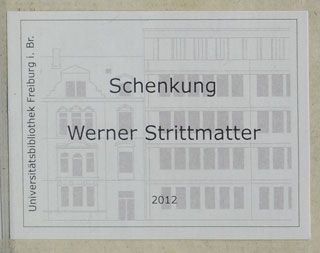 Universitätsbibliothek Freiburg i. Br.
Schenkung
Werner Strittmatter
2012